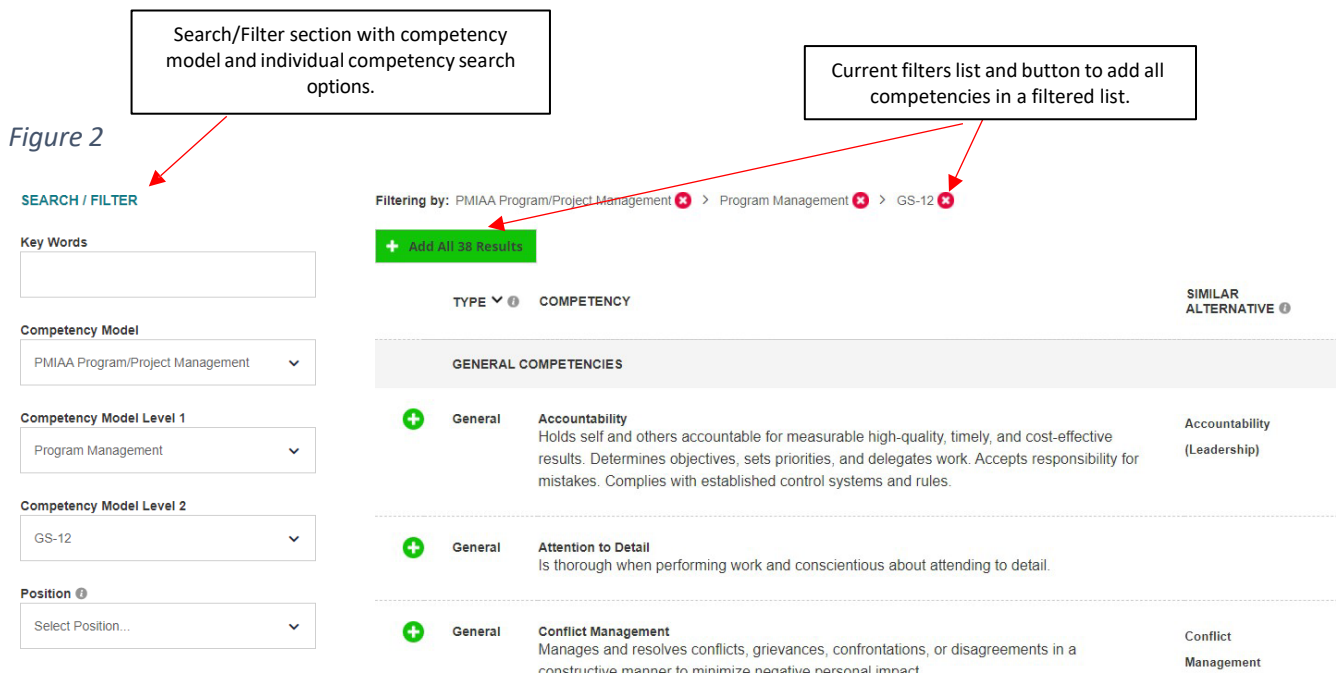 Search/Filter section with competency
model and individual competency search
options.
Current filters list and button to add all
competencies in a filtered list.
Figure 2
SEARCH / FILTER
Filtering by: PMIAA Program/Project Management > Program Management > GS-12
Key Words
+ Add All 38 Results
TYPE COMPETENCY
SIMILAR
ALTERNATIVE
Competency Model
PMIAA Program/Project Management
GENERAL COMPETENCIES
Competency Model Level 1
Program Management
General
Accountability
Holds self and others accountable for measurable high-quality, timely, and cost-effective
results. Determines objectives, sets priorities, and delegates work. Accepts responsibility for
mistakes. Complies with established control systems and rules.
Accountability
(Leadership)
Competency Model Level 2
GS-12
General
Attention to Detail
Is thorough when performing work and conscientious about attending to detail.
Position
Select Position...
General
Conflict Management
Manages and resolves conflicts, grievances, confrontations, or disagreements in a
constructive manner to minimize negative personal impact
Conflict
Management